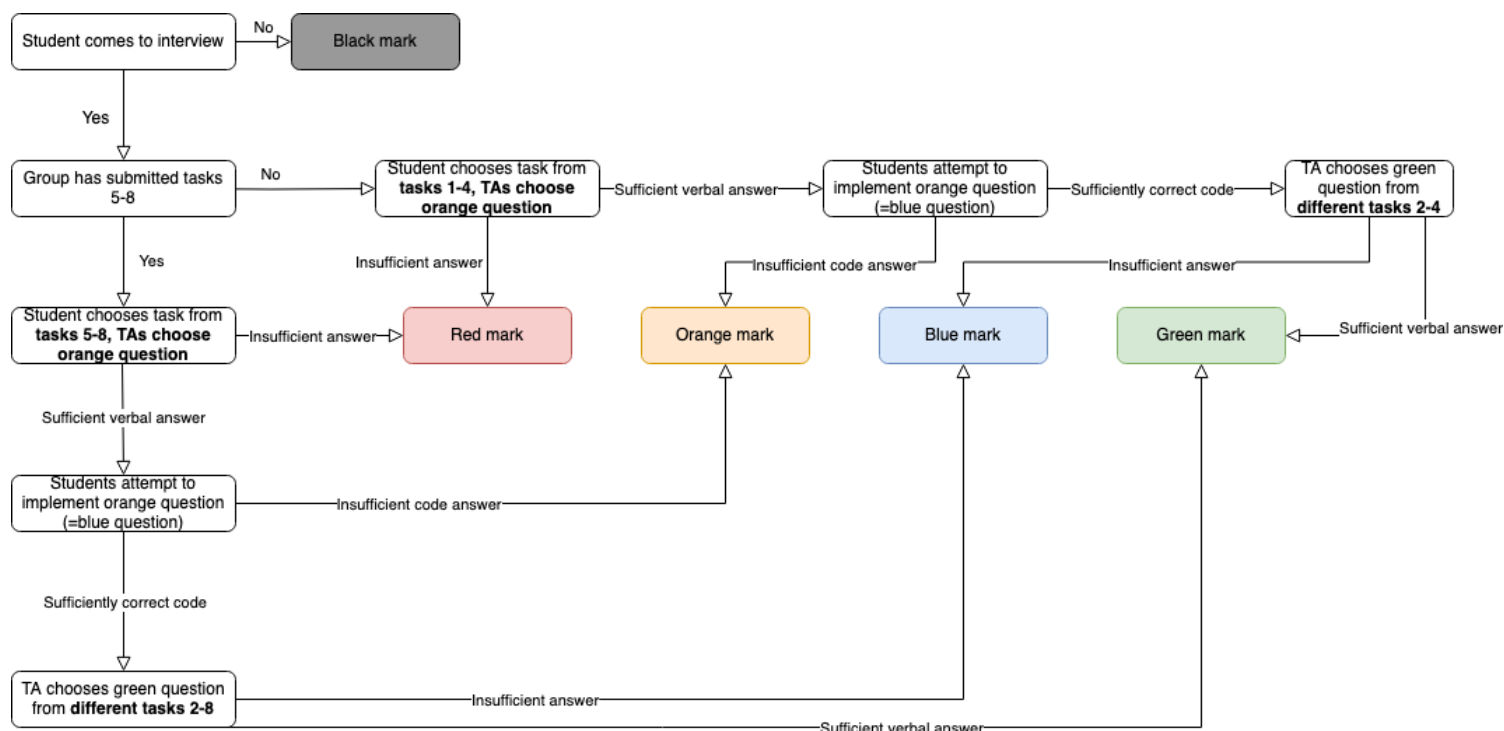 Student comes to interview
No
Black mark
Yes
Group has submitted tasks
5-8
No
Student chooses task from
tasks 1-4, TAs choose
orange question
Sufficient verbal answer
Students attempt to
implement orange question
(=blue question)
Sufficiently correct code
TA chooses green
question from
different tasks 2-4
Yes
Insufficient answer
Insufficient code answer
Insufficient answer
Student chooses task from
tasks 5-8, TAs choose
orange question
Insufficient answer
Red mark
Orange mark
Blue mark
Green mark
Sufficient verbal answer
Sufficient verbal answer
Students attempt to
implement orange question
(=blue question)
Insufficient code answer
Sufficiently correct code
TA chooses green question
from different tasks 2-8
Insufficient answer
Sufficient verbal answer